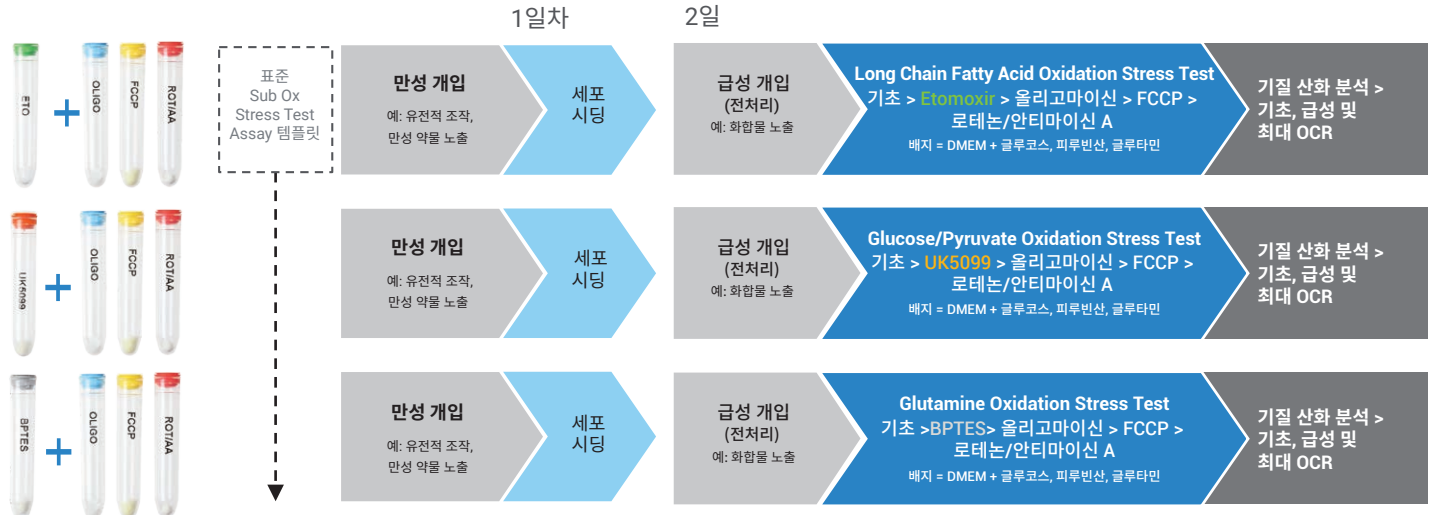 1일차
2일
ETO
OLIGO
FCCP
ROT/AA
표준
Sub Ox
Stress Test
Assay 템플릿
만성 개입
예: 유전적 조작,
만성 약물 노출
세포
시딩
급성 개입
(전처리)
예: 화합물 노출
Long Chain Fatty Acid Oxidation Stress Test
기초 > Etomoxir > 올리고마이신 > FCCP >
로테논/안티마이신 A
배지 = DMEM + 글루코스, 피루빈산, 글루타민
기질 산화 분석 >
기초, 급성 및
최대 OCR
UK5099
OLIGO
FCCP
ROT/AA
만성 개입
예: 유전적 조작,
만성 약물 노출
세포
시딩
급성 개입
(전처리)
예: 화합물 노출
Glucose/Pyruvate Oxidation Stress Test
기초 > UK5099 > 올리고마이신 > FCCP >
로테논/안티마이신 A
배지 = DMEM + 글루코스, 피루빈산, 글루타민
기질 산화 분석 >
기초, 급성 및
최대 OCR
BPTES
OLIGO
FCCP
ROT/AA
만성 개입
예: 유전적 조작,
만성 약물 노출
세포
시딩
급성 개입
(전처리)
예: 화합물 노출
Glutamine Oxidation Stress Test
기초 >BPTES> 올리고마이신 > FCCP >
로테논/안티마이신 A
배지 = DMEM + 글루코스, 피루빈산, 글루타민
기질 산화 분석 >
기초, 급성 및
최대 OCR